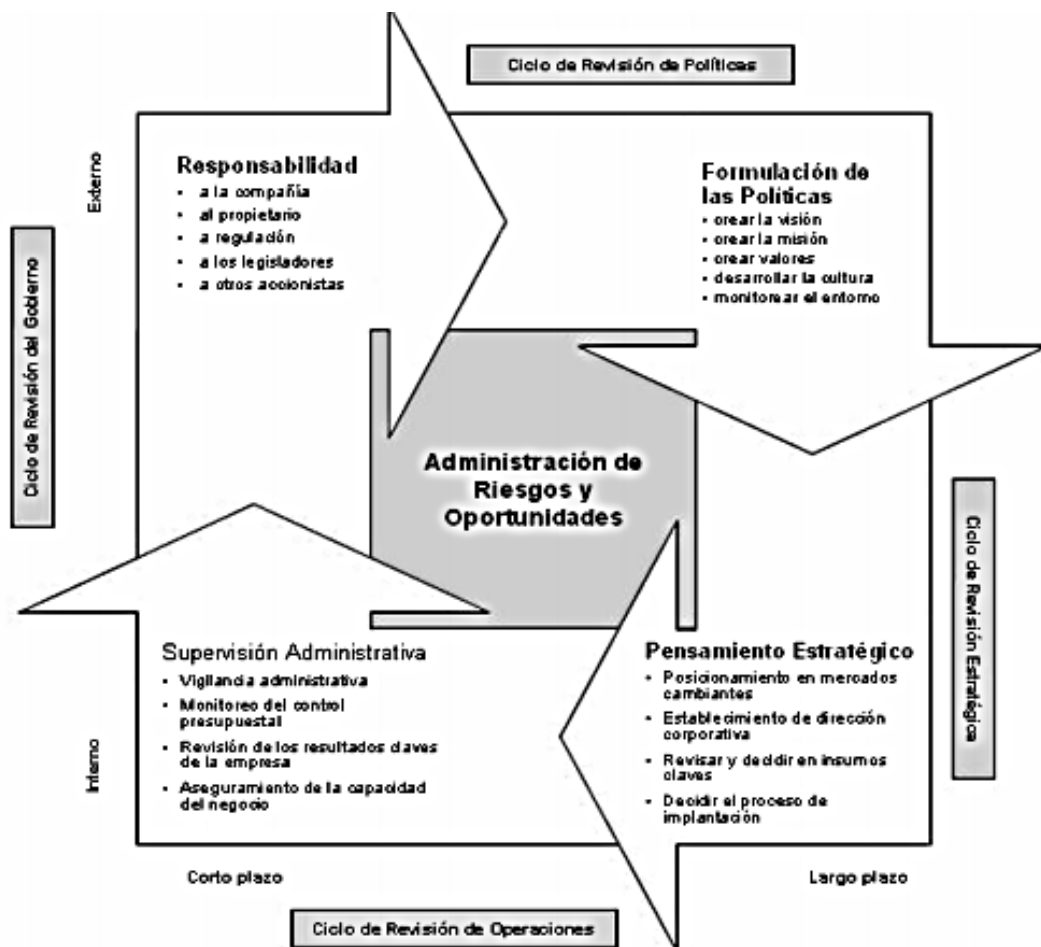 Ciclo de Revisión de Políticas
Externo
Ciclo de Revisión del Gobierno
Responsabilidad
• a la compañía
• al propietario
• a regulación
• a los legisladores
• a otros accionistas
Formulación de
las Políticas
• crear la visión
• crear la misión
• crear valores
• desarrollar la cultura
• monitorear el entorno
Administración de
Riesgos y
Oportunidades
Supervisión Administrativa
• Vigilancia administrativa
• Monitoreo del control
presupuestal
• Revisión de los resultados claves
de la empresa
• Aseguramiento de la capacidad
del negocio
Pensamiento Estratégico
• Posicionamiento en mercados
cambiantes
• Establecimiento de dirección
corporativa
• Revisar y decidir en insumos
claves
• Decidir el proceso de
implantación
Ciclo de Revisión Estratégica
Interno
Corto plazo
Largo plazo
Ciclo de Revisión de Operaciones